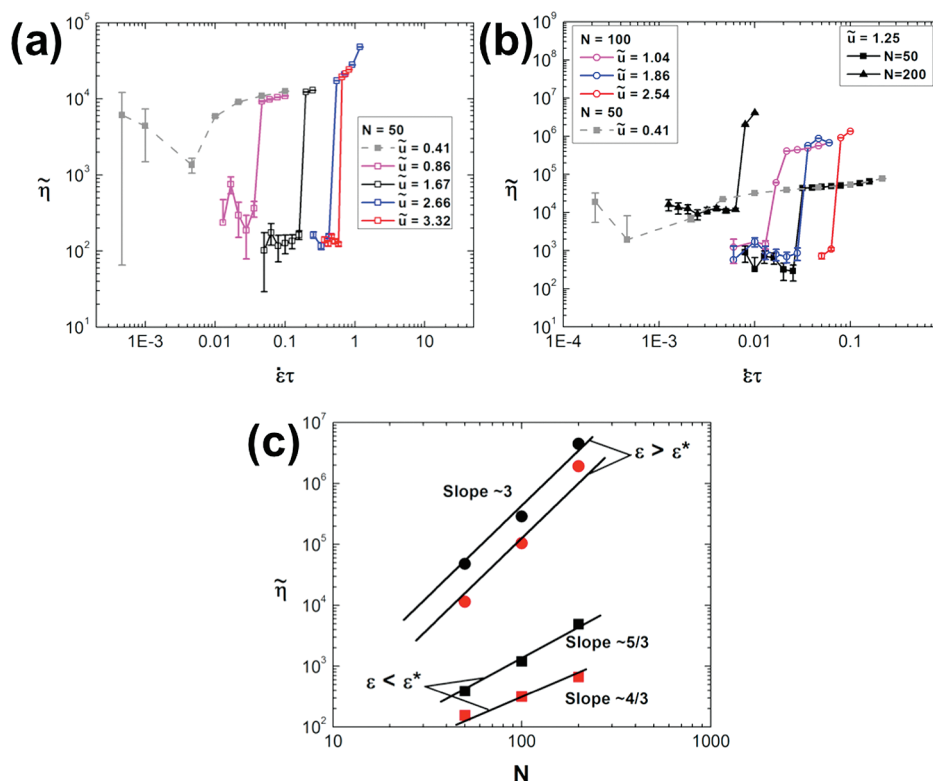 (a)
10^5
10^4
10^3
10^2
10^1
η̃
1E-3
0.01
0.1
1
10
ε̇τ
N = 50
ũ = 0.41
ũ = 0.86
ũ = 1.67
ũ = 2.66
ũ = 3.32
(b)
10^9
10^8
10^7
10^6
10^5
10^4
10^3
10^2
10^1
η̃
1E-4
1E-3
0.01
0.1
ε̇τ
N = 100
ũ = 1.04
ũ = 1.86
ũ = 2.54
N = 50
ũ = 0.41
ũ = 1.25
N=50
N=200
(c)
10^7
10^6
10^5
10^4
10^3
10^2
η̃
10
100
1000
N
Slope ~3
ε > ε*
Slope ~5/3
ε < ε*
Slope ~4/3